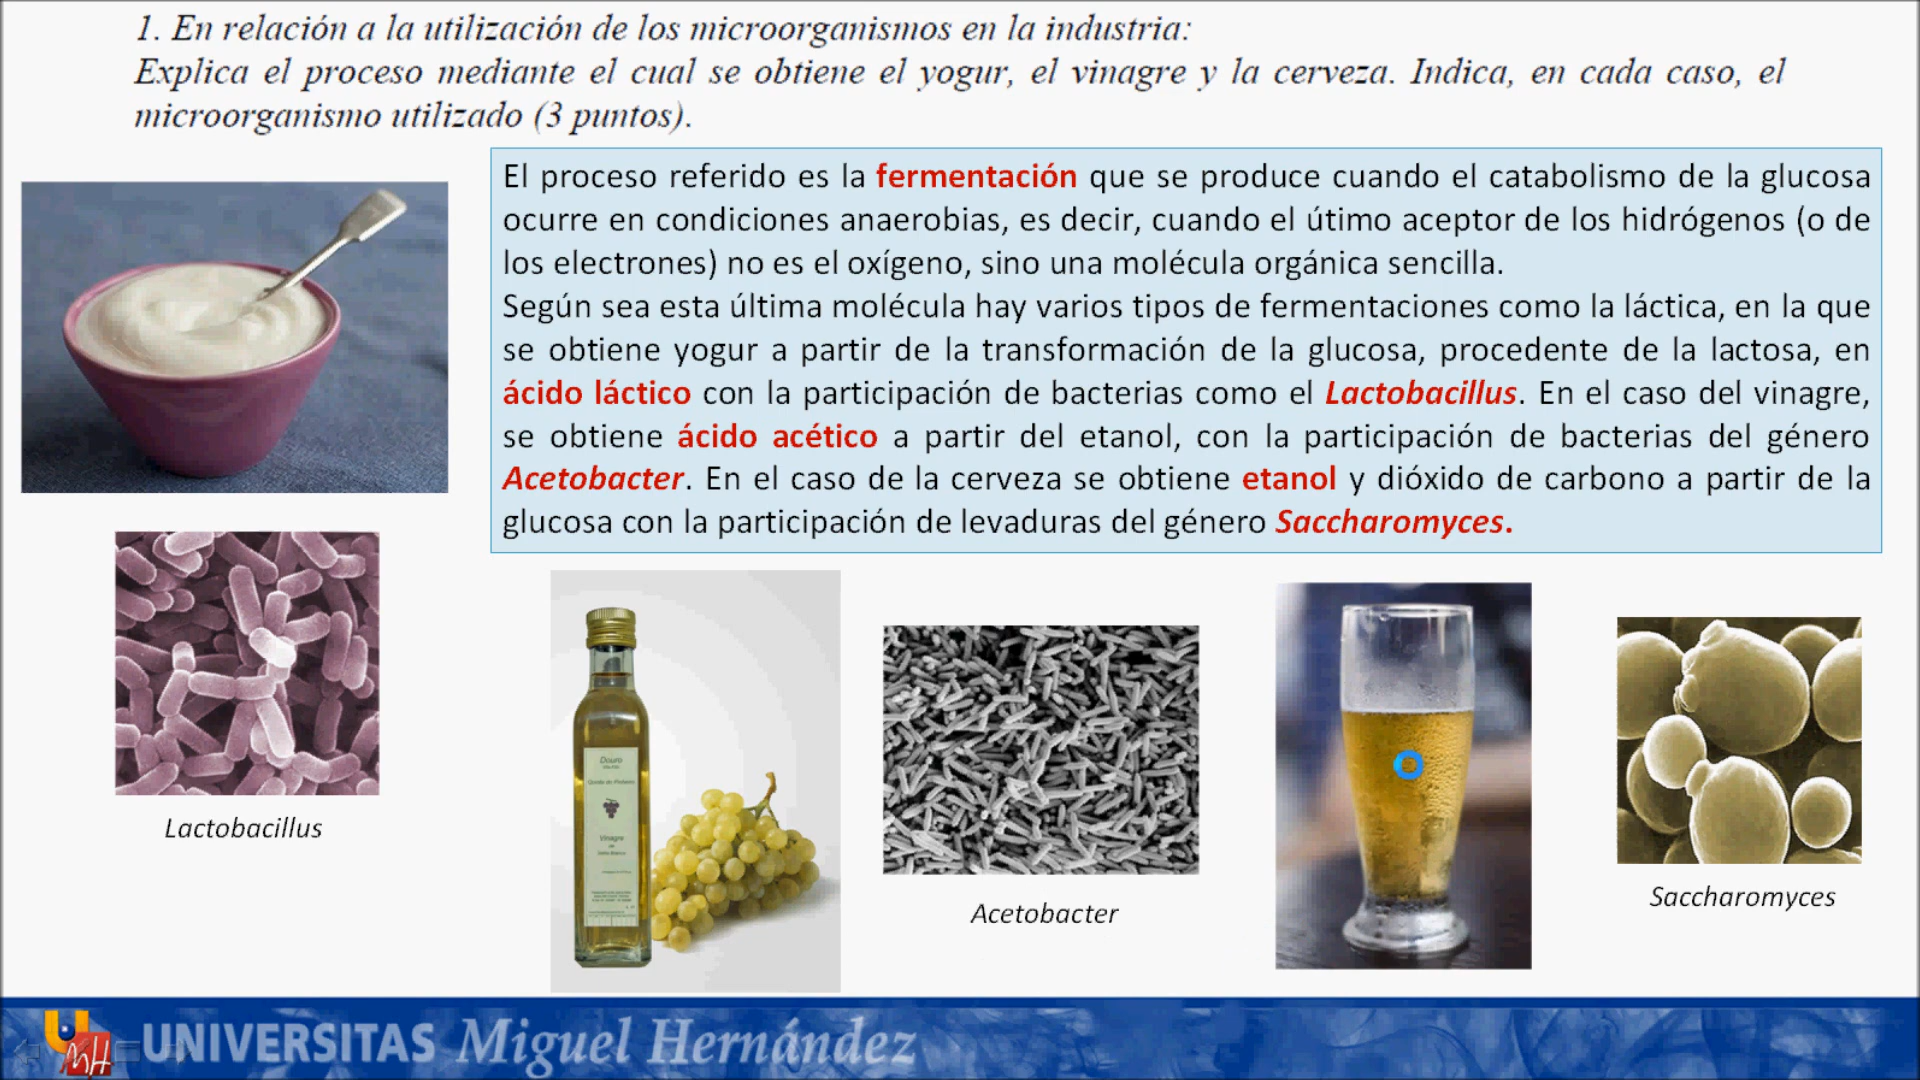 1. En relación a la utilización de los microorganismos en la industria:
Explica el proceso mediante el cual se obtiene el yogur, el vinagre y la cerveza. Indica, en cada caso, el
microorganismo utilizado (3 puntos).
El proceso referido es la fermentación que se produce cuando el catabolismo de la glucosa
ocurre en condiciones anaerobias, es decir, cuando el útimo aceptor de los hidrógenos (o de
los electrones) no es el oxígeno, sino una molécula orgánica sencilla.
Según sea esta última molécula hay varios tipos de fermentaciones como la láctica, en la que
se obtiene yogur a partir de la transformación de la glucosa, procedente de la lactosa, en
ácido láctico con la participación de bacterias como el Lactobacillus. En el caso del vinagre,
se obtiene ácido acético a partir del etanol, con la participación de bacterias del género
Acetobacter. En el caso de la cerveza se obtiene etanol y dióxido de carbono a partir de la
glucosa con la participación de levaduras del género Saccharomyces.
Lactobacillus
Douro
Vinagre
Acetobacter
Saccharomyces
UMH
UNIVERSITAS Miguel Hernández